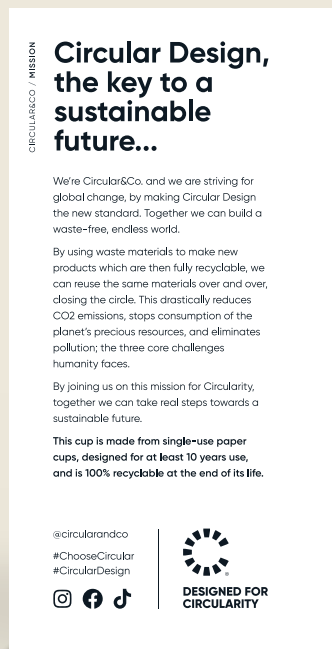 CIRCULAR&CO / MISSION
Circular Design,
the key to a
sustainable
future...
We're Circular&Co. and we are striving for
global change, by making Circular Design
the new standard. Together we can build a
waste-free, endless world.
By using waste materials to make new
products which are then fully recyclable, we
can reuse the same materials over and over,
closing the circle. This drastically reduces
CO2 emissions, stops consumption of the
planet's precious resources, and eliminates
pollution; the three core challenges
humanity faces.
By joining us on this mission for Circularity,
together we can take real steps towards a
sustainable future.
This cup is made from single-use paper
cups, designed for at least 10 years use,
and is 100% recyclable at the end of its life.
@circularandco
#ChooseCircular
#CircularDesign
®
DESIGNED FOR
CIRCULARITY